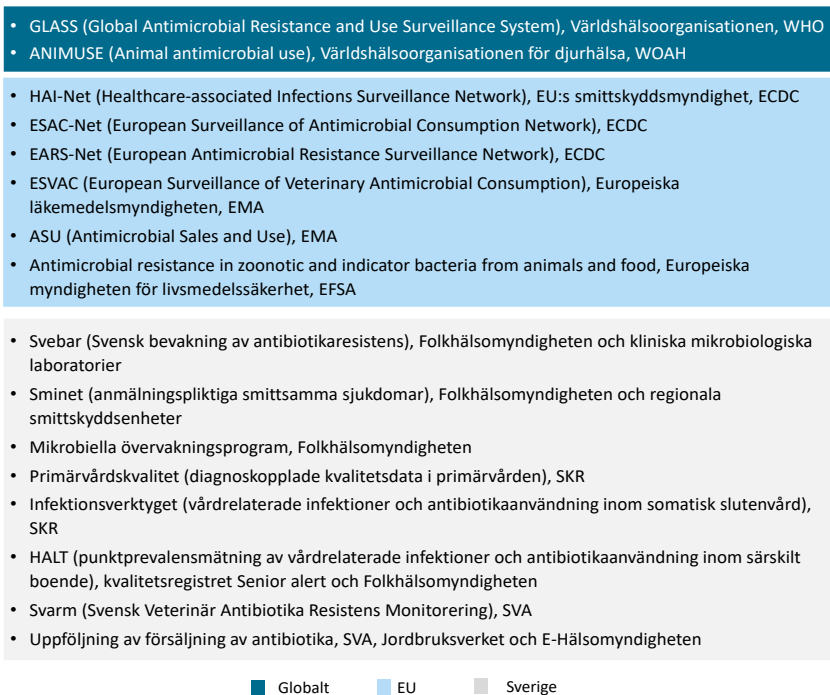 • GLASS (Global Antimicrobial Resistance and Use Surveillance System), Världshälsoorganisationen, WHO
• ANIMUSE (Animal antimicrobial use), Världshälsoorganisationen för djurhälsa, WOAH
• HAI-Net (Healthcare-associated Infections Surveillance Network), EU:s smittskyddsmyndighet, ECDC
• ESAC-Net (European Surveillance of Antimicrobial Consumption Network), ECDC
• EARS-Net (European Antimicrobial Resistance Surveillance Network), ECDC
• ESVAC (European Surveillance of Veterinary Antimicrobial Consumption), Europeiska
läkemedelsmyndigheten, EMA
• ASU (Antimicrobial Sales and Use), EMA
• Antimicrobial resistance in zoonotic and indicator bacteria from animals and food, Europeiska
myndigheten för livsmedelssäkerhet, EFSA
• Svebar (Svensk bevakning av antibiotikaresistens), Folkhälsomyndigheten och kliniska mikrobiologiska
laboratorier
• Sminet (anmälningspliktiga smittsamma sjukdomar), Folkhälsomyndigheten och regionala
smittskyddsenheter
• Mikrobiella övervakningsprogram, Folkhälsomyndigheten
• Primärvårdskvalitet (diagnoskopplade kvalitetsdata i primärvården), SKR
• Infektionsverktyget (vårdrelaterade infektioner och antibiotikaanvändning inom somatisk slutenvård),
SKR
• HALT (punktprevalensmätning av vårdrelaterade infektioner och antibiotikaanvändning inom särskilt
boende), kvalitetsregistret Senior alert och Folkhälsomyndigheten
• Svarm (Svensk Veterinär Antibiotika Resistens Monitorering), SVA
• Uppföljning av försäljning av antibiotika, SVA, Jordbruksverket och E-Hälsomyndigheten
Globalt EU Sverige